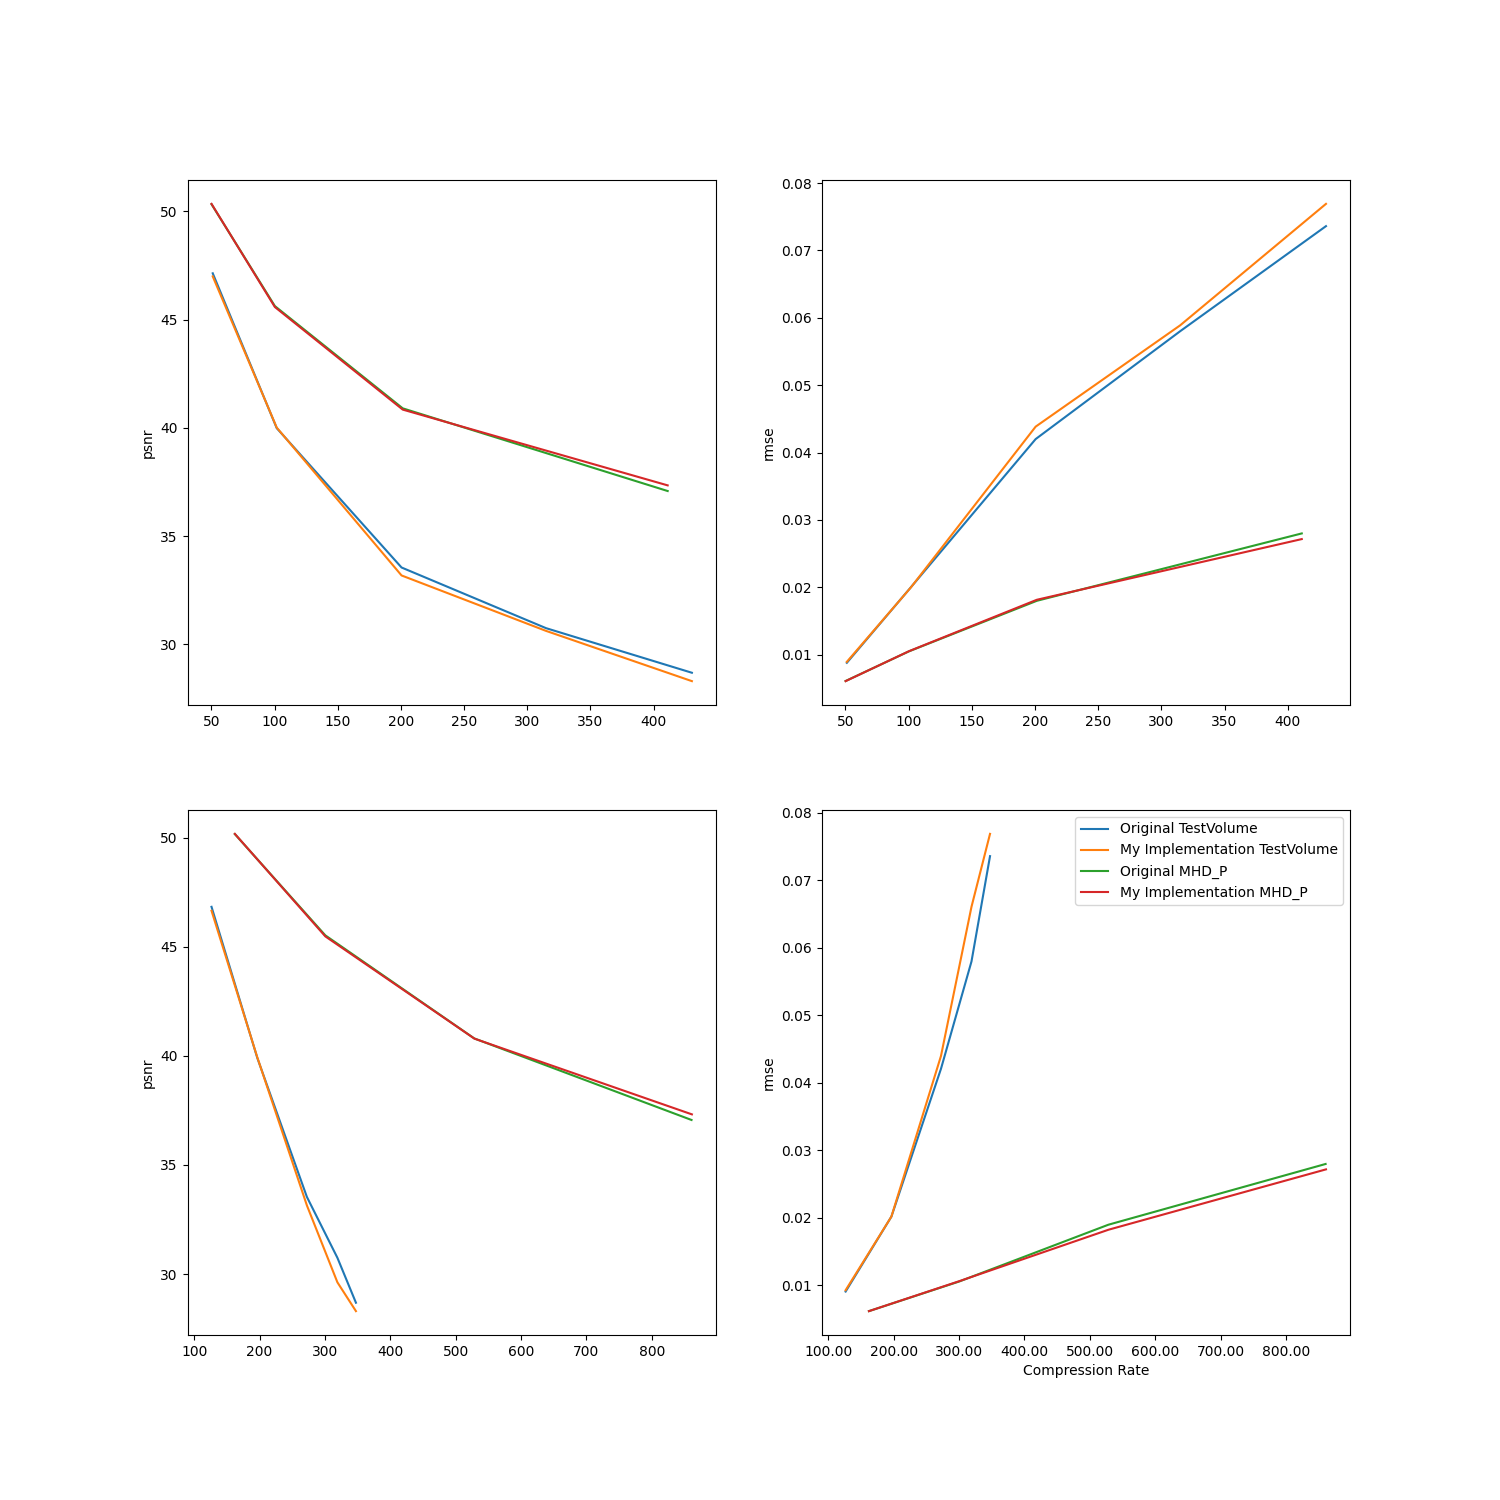 50
45
40
35
30
psnr
50 100 150 200 250 300 350 400
0.08
0.07
0.06
0.05
0.04
0.03
0.02
0.01
rmse
50 100 150 200 250 300 350 400
50
45
40
35
30
psnr
100 200 300 400 500 600 700 800
0.08
0.07
0.06
0.05
0.04
0.03
0.02
0.01
rmse
Original TestVolume
My Implementation TestVolume
Original MHD_P
My Implementation MHD_P
100.00 200.00 300.00 400.00 500.00 600.00 700.00 800.00
Compression Rate